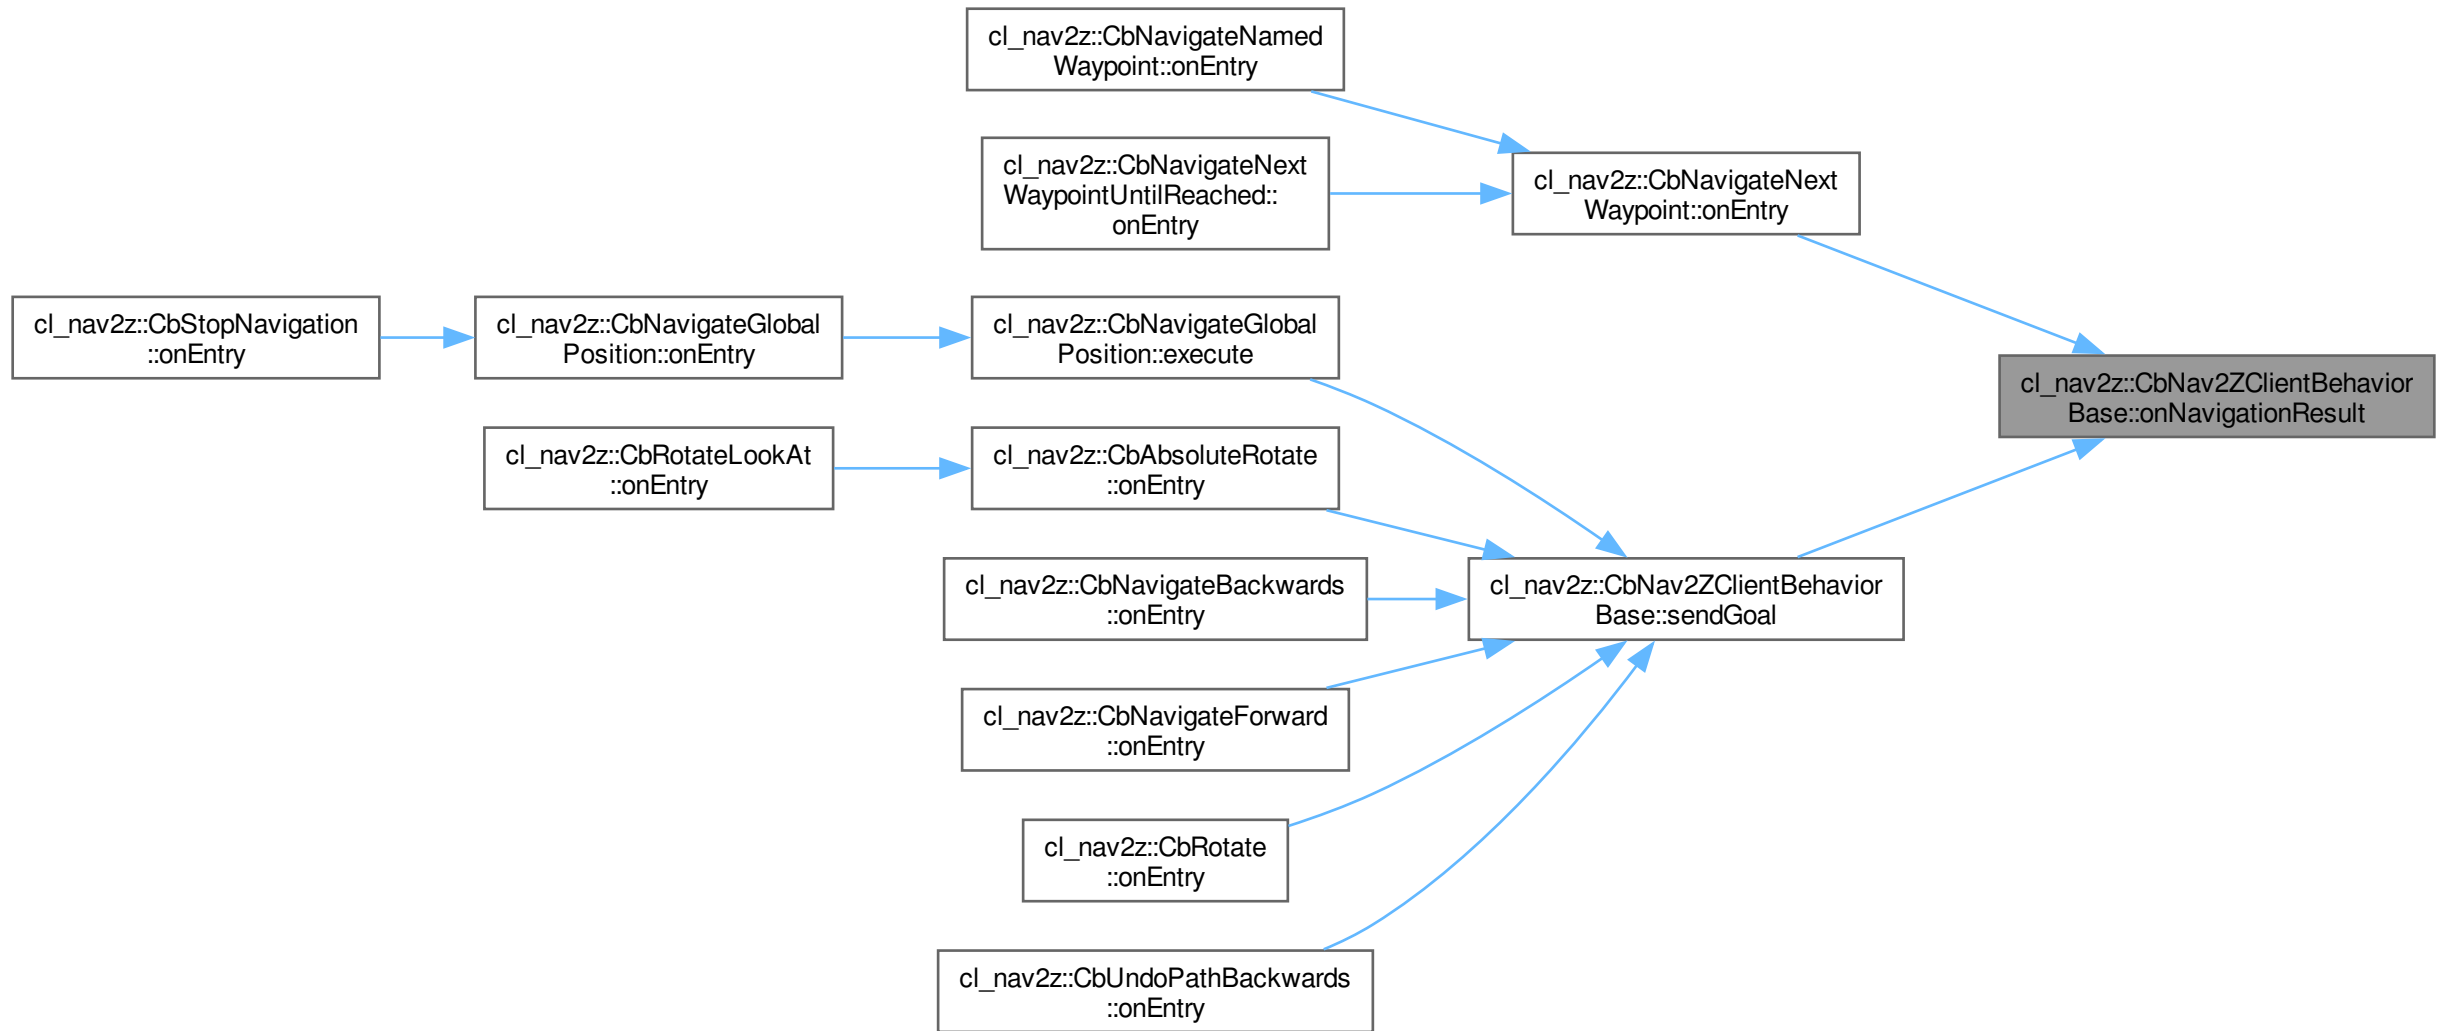 cl_nav2z::CbNavigateNamed
Waypoint::onEntry
cl_nav2z::CbNavigateNext
WaypointUntilReached::
onEntry
cl_nav2z::CbNavigateNext
Waypoint::onEntry
cl_nav2z::CbStopNavigation
::onEntry
cl_nav2z::CbNavigateGlobal
Position::onEntry
cl_nav2z::CbNavigateGlobal
Position::execute
cl_nav2z::CbNav2ZClientBehavior
Base::onNavigationResult
cl_nav2z::CbRotateLookAt
::onEntry
cl_nav2z::CbAbsoluteRotate
::onEntry
cl_nav2z::CbNavigateBackwards
::onEntry
cl_nav2z::CbNav2ZClientBehavior
Base::sendGoal
cl_nav2z::CbNavigateForward
::onEntry
cl_nav2z::CbRotate
::onEntry
cl_nav2z::CbUndoPathBackwards
::onEntry